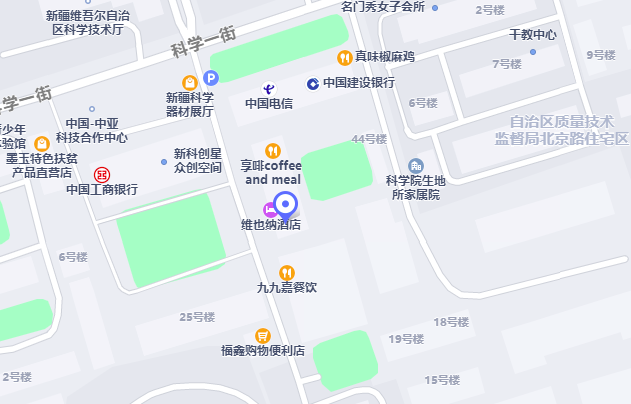 名门秀女子会所
2号楼
新疆维吾尔自治
区科学技术厅
科学一街
干教中心
真味椒麻鸡
9号楼
7号楼
P
中国建设银行
中国电信
新疆科学
器材展厅
6号楼
科学一街
中国-中亚
科技合作中心
自治区质量技术
监督局北京路住宅区
少年
验馆
44号楼
墨玉特色扶贫
产品直营店
新科创星
众创空间
享啡coffee
and meal
中国工商银行
科学院生地
所家属院
维也纳酒店
6号楼
九九嘉餐饮
25号楼
18号楼
19号楼
福鑫购物便利店
2号楼
15号楼